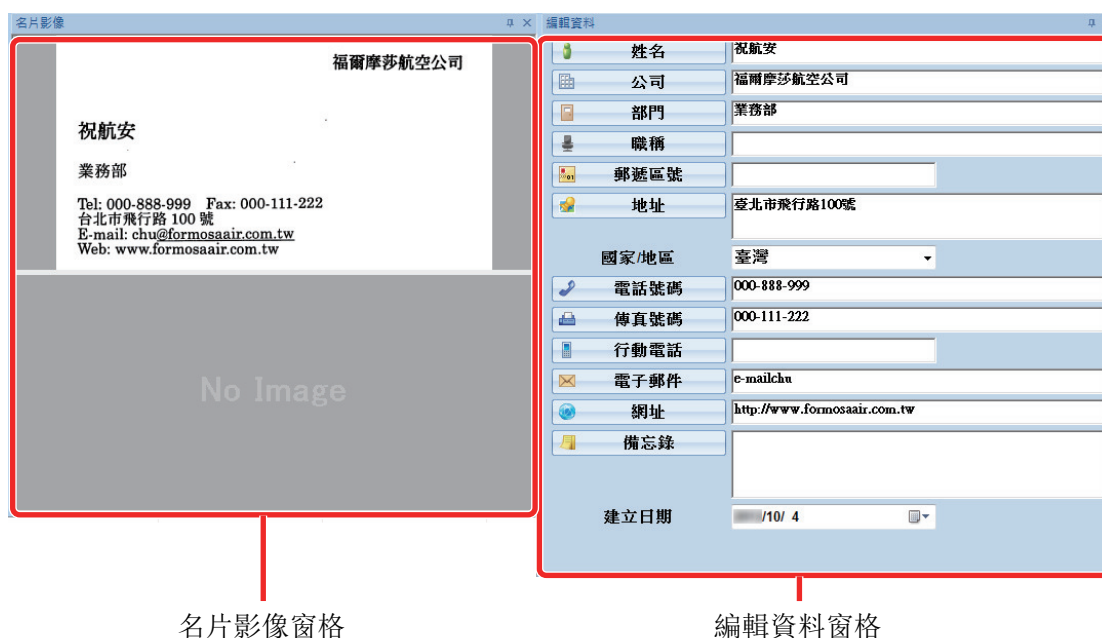 名片影像
福爾摩莎航空公司
祝航安
業務部
Tel: 000-888-999 Fax: 000-111-222
台北市飛行路 100 號
E-mail: chu@formosaair.com.tw
Web: www.formosaair.com.tw
No Image
編輯資料
姓名 祝航安
公司 福爾摩莎航空公司
部門 業務部
職稱
郵遞區號
地址 臺北市飛行路100號
國家/地區 臺灣
電話號碼 000-888-999
傳真號碼 000-111-222
行動電話
電子郵件 e-mailchu
網址 http://www.formosaair.com.tw
備忘錄
建立日期 /10/ 4
名片影像窗格
編輯資料窗格